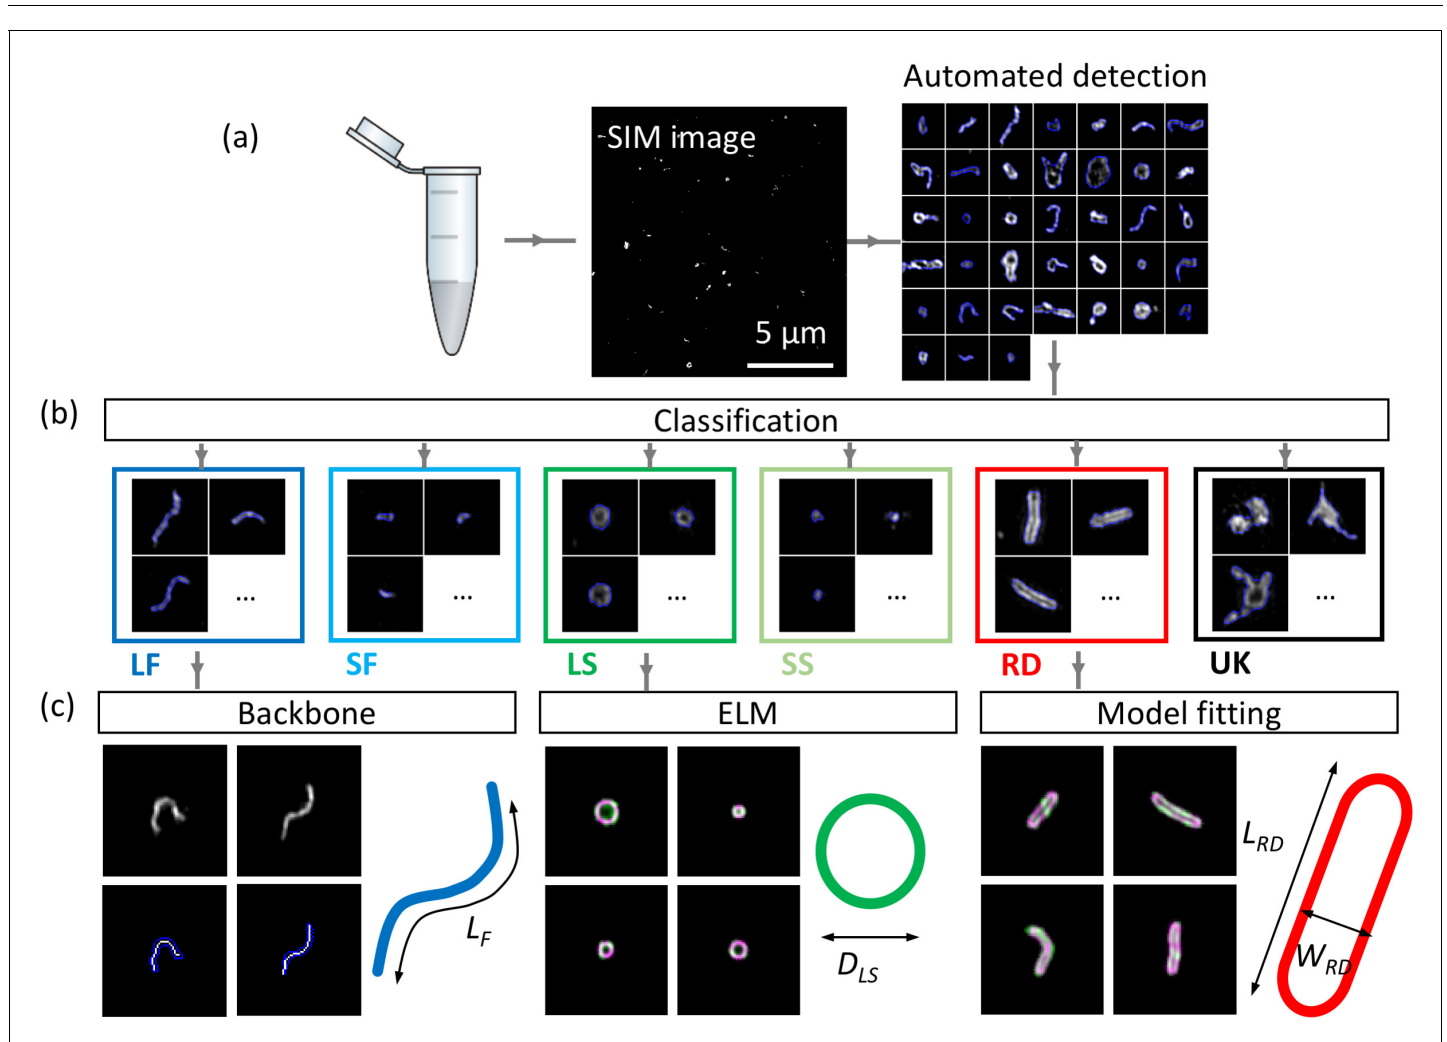 Automated detection
(a)
SIM image
5 μm
(b)
Classification
...
...
...
...
...
...
LF
SF
LS
SS
RD
UK
(c)
Backbone
ELM
Model fitting
L_F
D_LS
L_RD
W_RD